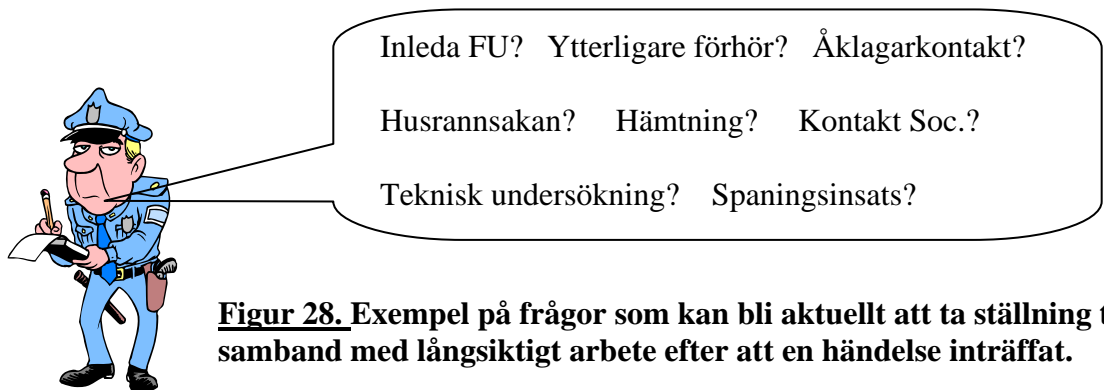 Inleda FU? Ytterligare förhör? Åklagarkontakt?
Husrannsakan? Hämtning? Kontakt Soc.?
Teknisk undersökning? Spaningsinsats?
Figur 28. Exempel på frågor som kan bli aktuellt att ta ställning
samband med långsiktigt arbete efter att en händelse inträffat.